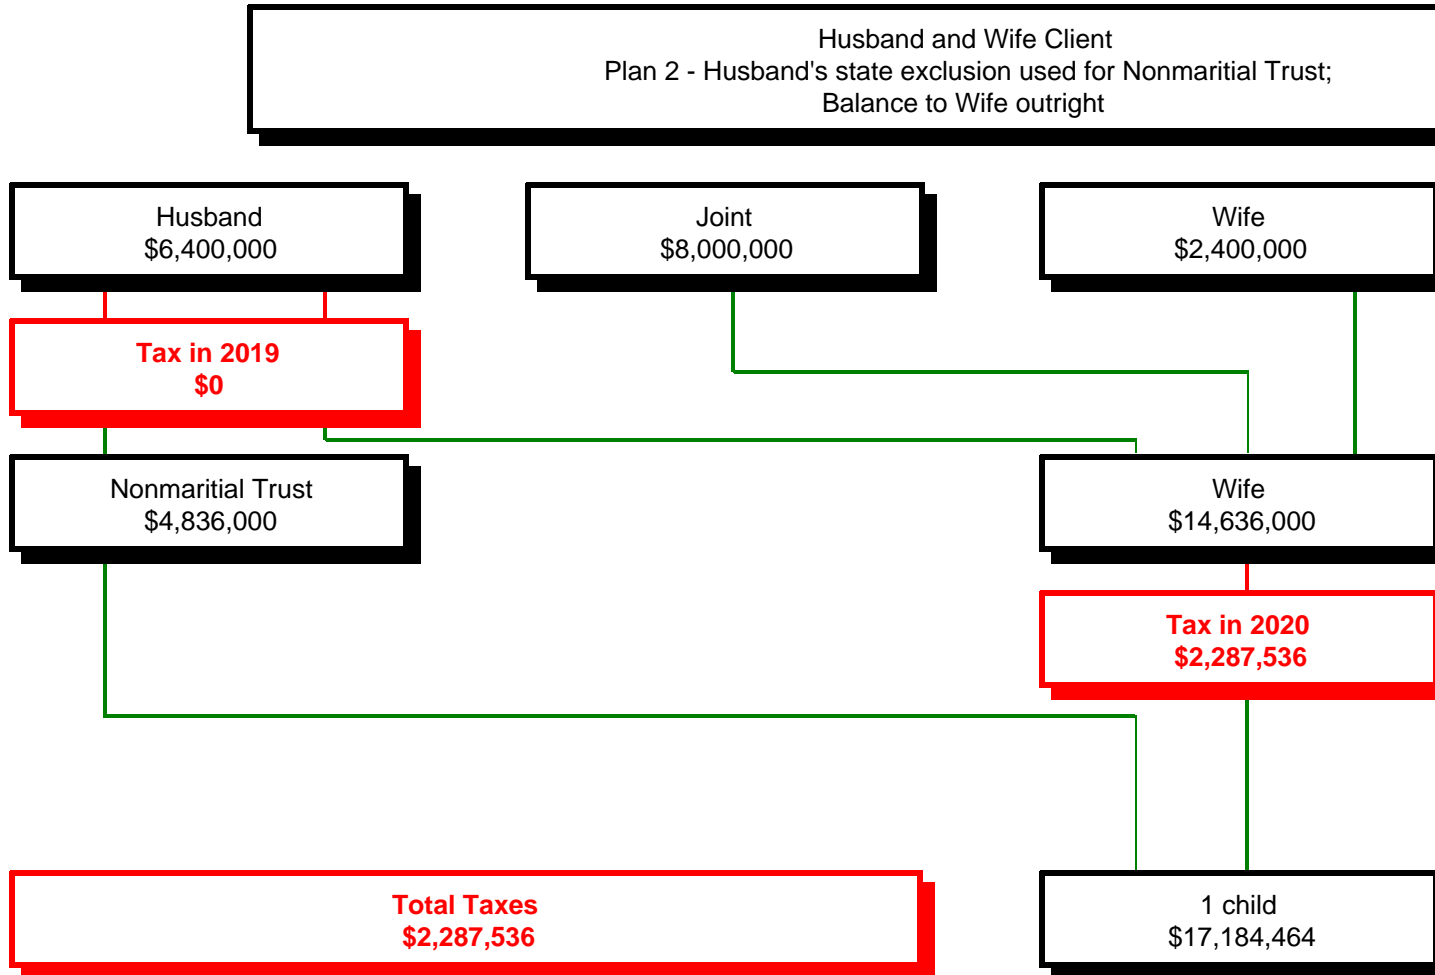 Husband and Wife Client
Plan 2 - Husband's state exclusion used for Nonmaritial Trust;
Balance to Wife outright
Husband
$6,400,000
Joint
$8,000,000
Wife
$2,400,000
Tax in 2019
$0
Nonmaritial Trust
$4,836,000
Wife
$14,636,000
Tax in 2020
$2,287,536
Total Taxes
$2,287,536
1 child
$17,184,464